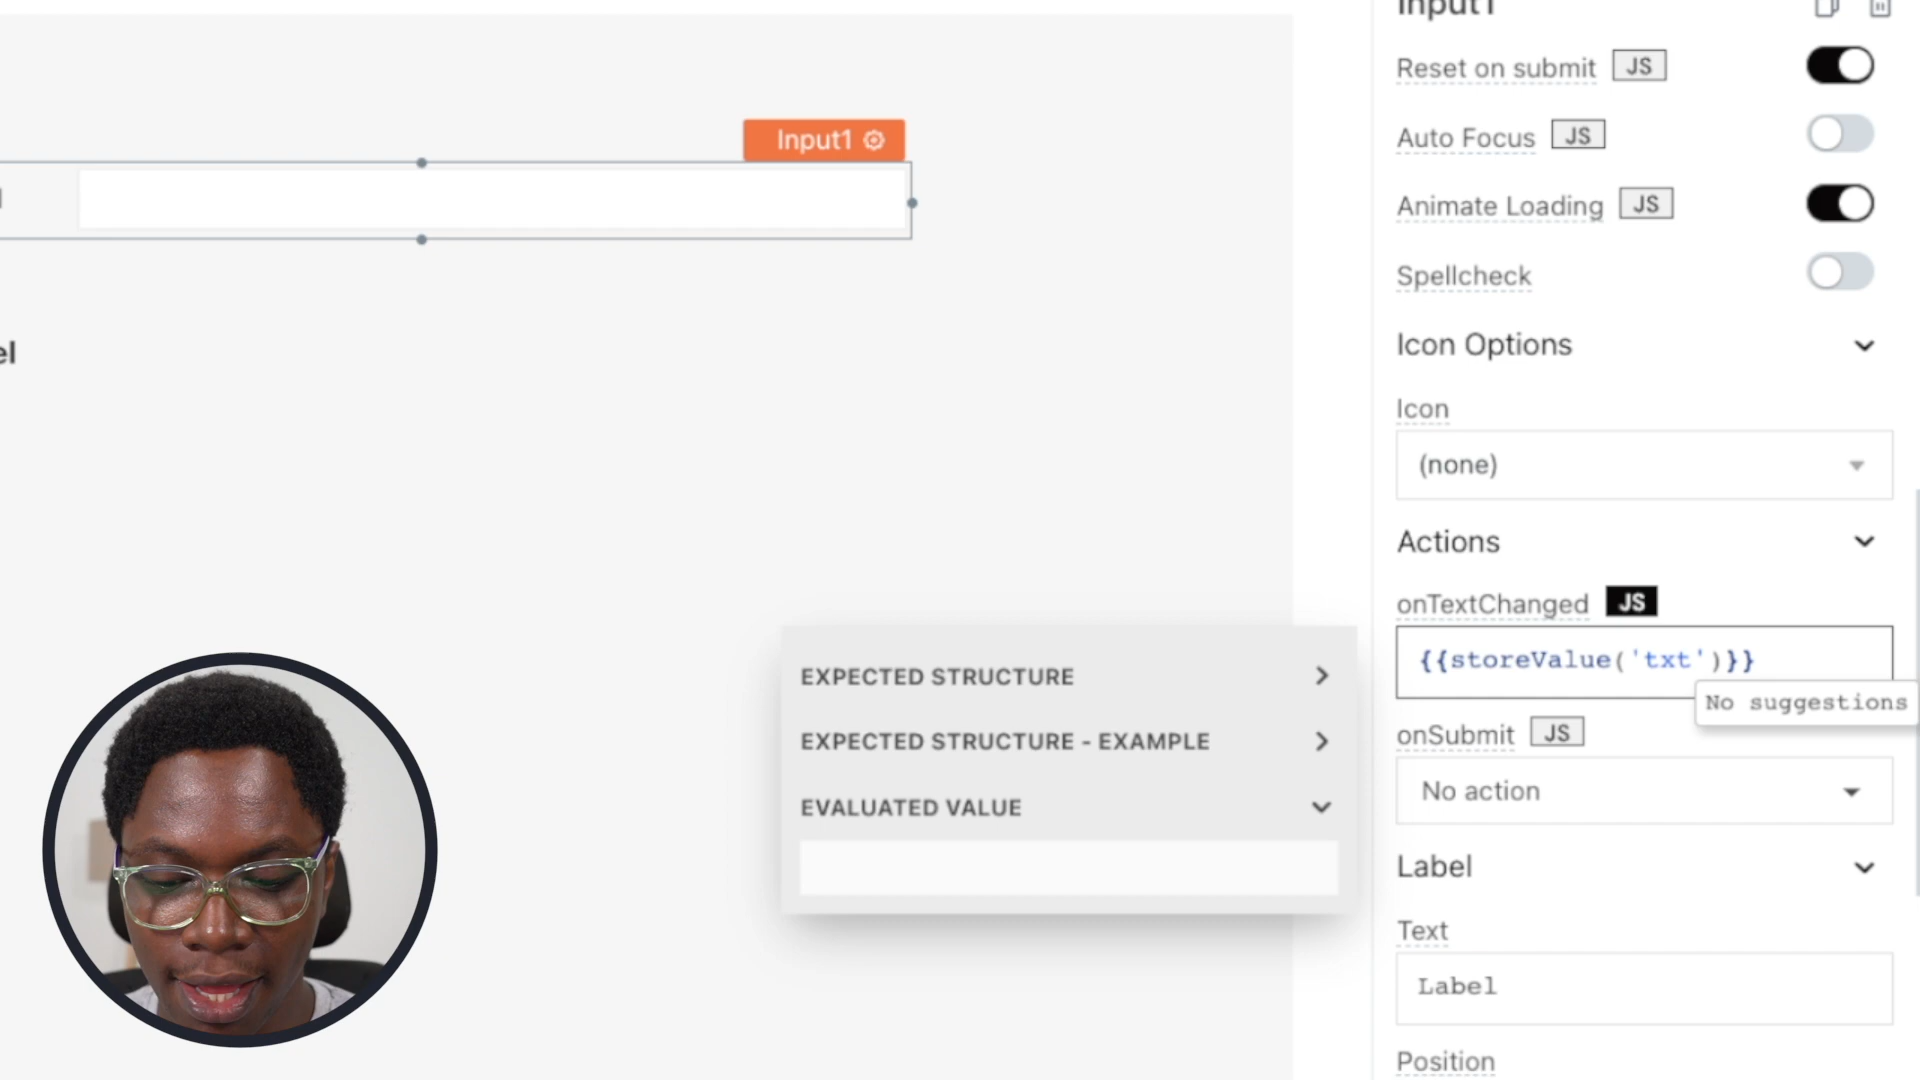 Input1
Reset on submit JS
Auto Focus JS
Input1
Animate Loading JS
Spellcheck
Icon Options
el
Icon
(none)
Actions
onTextChanged JS
{{storeValue('txt')}}
EXPECTED STRUCTURE
No suggestions
onSubmit JS
EXPECTED STRUCTURE - EXAMPLE
No action
EVALUATED VALUE
Label
Text
Label
Position